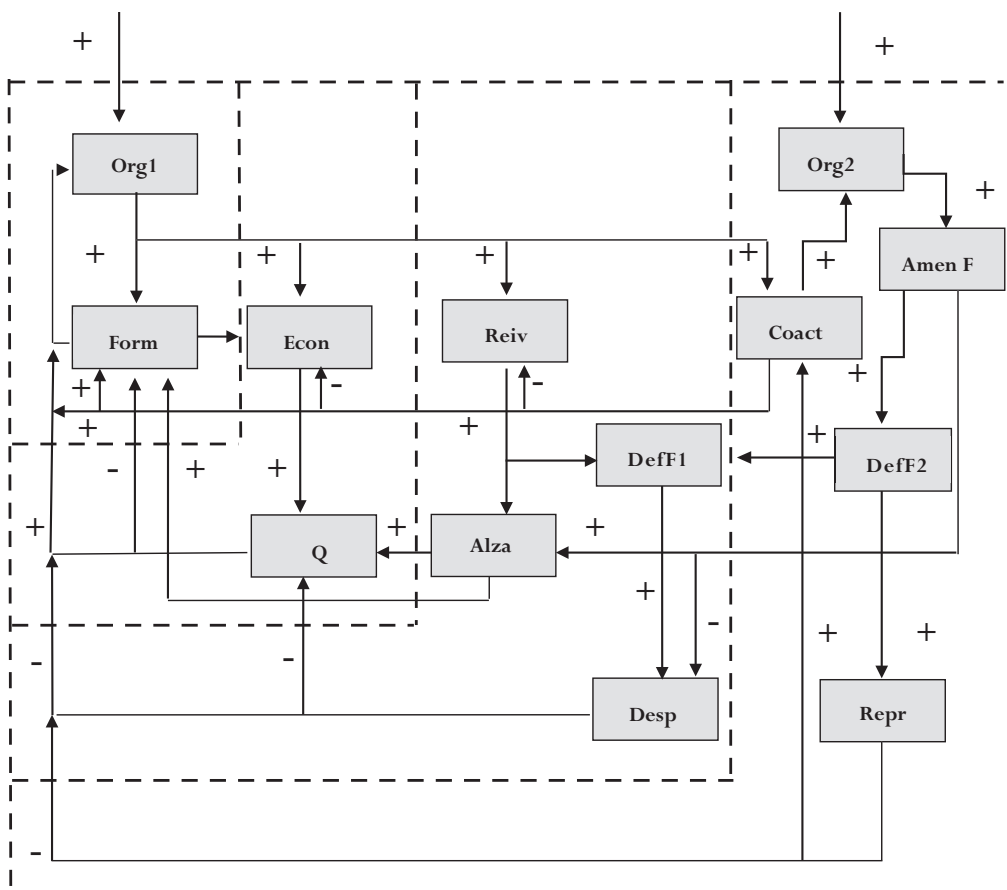 + +
Org1 Org2
+
+ + + + +
Amen F
Form Econ Reiv Coact
+ - - +
+ + +
DefF1 DefF2
- + +
+ + +
Q Alza
+ + +
- - -
Desp Repr
-